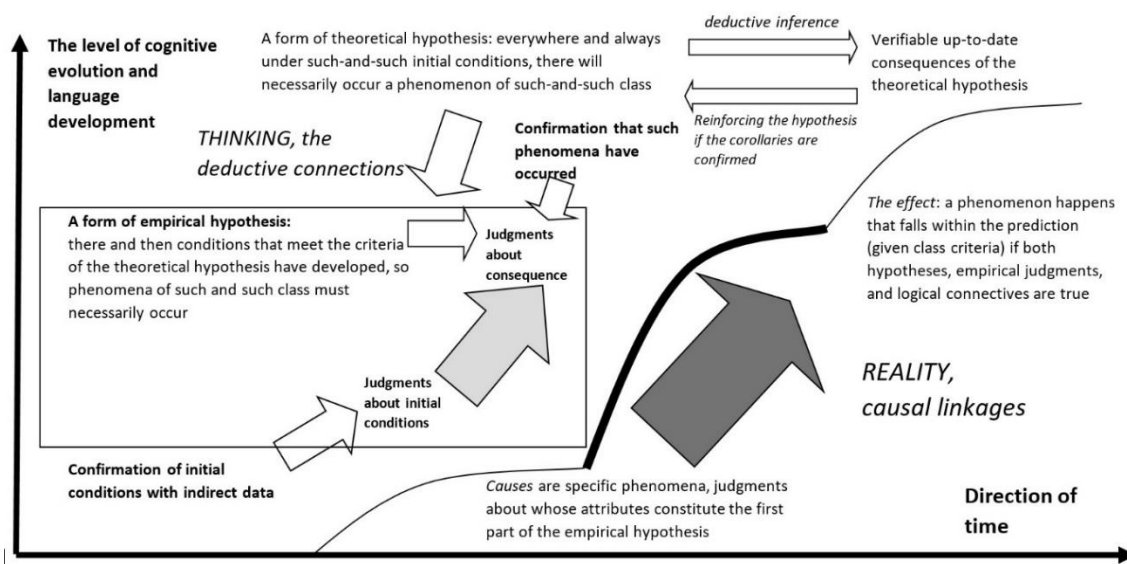 The level of cognitive
evolution and
language
development
A form of theoretical hypothesis: everywhere and always
under such-and-such initial conditions, there will
necessarily occur a phenomenon of such-and-such class
deductive inference
Verifiable up-to-date
consequences of the
theoretical hypothesis
Reinforcing the hypothesis
if the corollaries are
confirmed
THINKING, the
deductive connections
Confirmation that such
phenomena have
occurred
A form of empirical hypothesis:
there and then conditions that meet the criteria
of the theoretical hypothesis have developed, so
phenomena of such and such class must
necessarily occur
Judgments
about
consequence
The effect: a phenomenon happens
that falls within the prediction
(given class criteria) if both
hypotheses, empirical judgments,
and logical connectives are true
Judgments
about initial
conditions
REALITY,
causal linkages
Confirmation of initial
conditions with indirect data
Causes are specific phenomena, judgments
about whose attributes constitute the first
part of the empirical hypothesis
Direction of
time